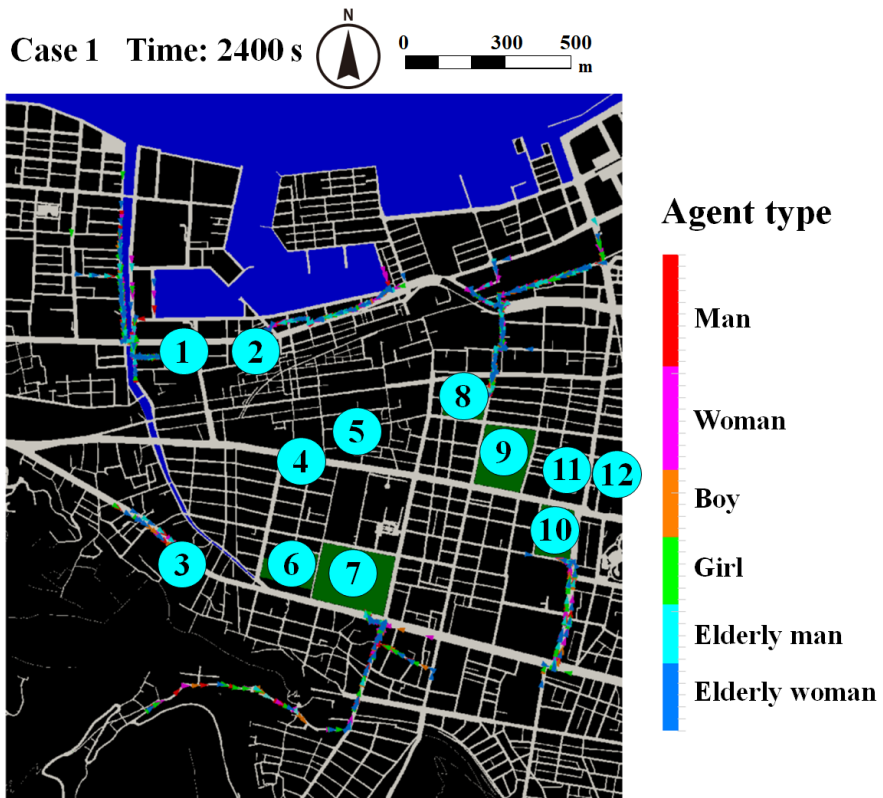 N
Case 1 Time: 2400 s
0 300 500
m
Agent type
Man
Woman
Boy
Girl
Elderly man
Elderly woman
1
2
8
5
4
9
11
12
10
3
6
7